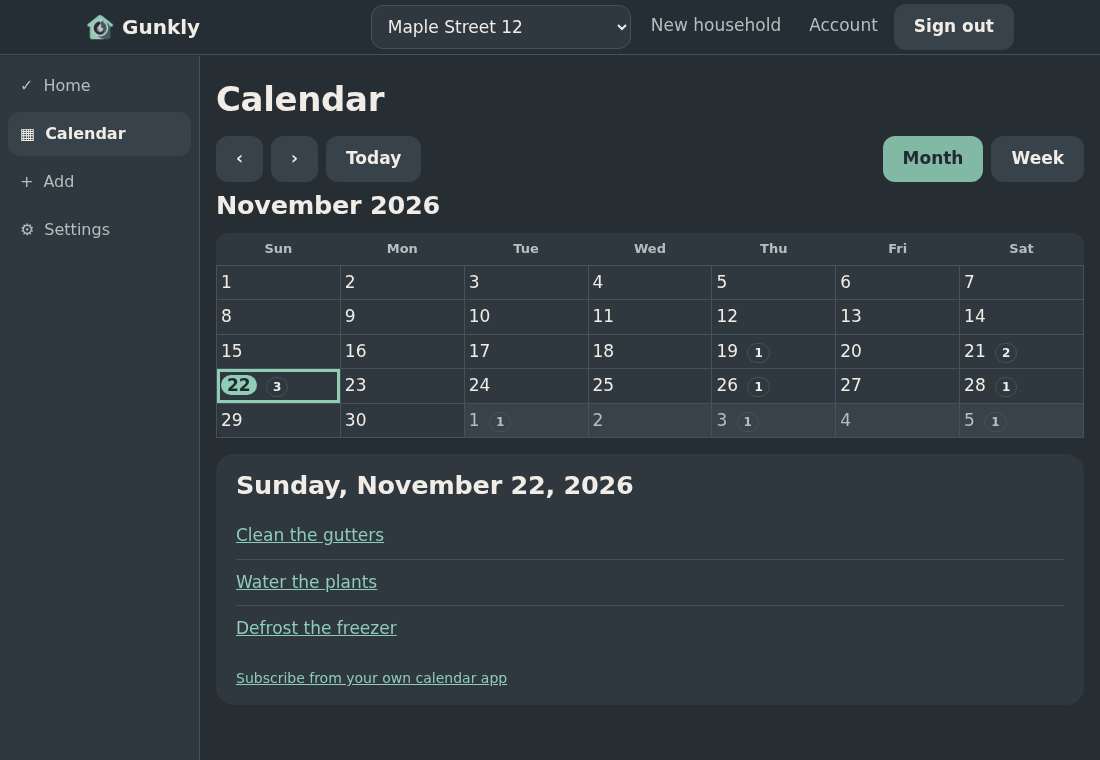 Gunkly
Maple Street 12
New household
Account
Sign out
✓ Home
▦ Calendar
+ Add
⚙ Settings
Calendar
‹ › Today Month Week
November 2026
Sun Mon Tue Wed Thu Fri Sat
1 2 3 4 5 6 7
8 9 10 11 12 13 14
15 16 17 18 19 1 20 21 2
22 3 23 24 25 26 1 27 28 1
29 30 1 1 2 3 1 4 5 1
Sunday, November 22, 2026
Clean the gutters
Water the plants
Defrost the freezer
Subscribe from your own calendar app